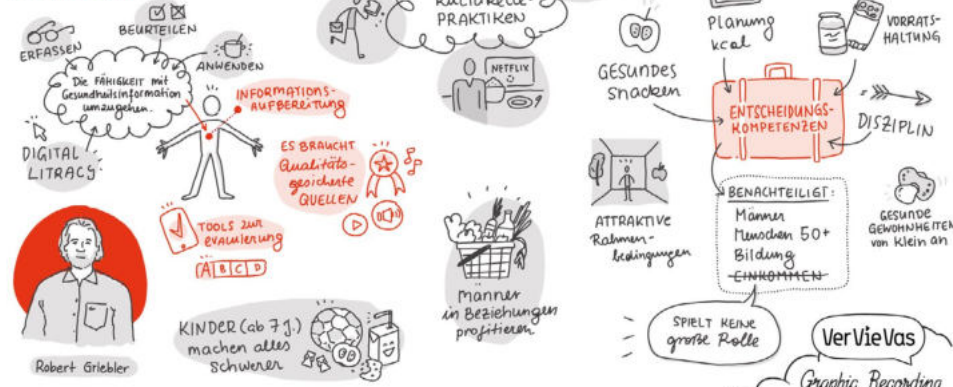 ERFASSEN
BEURTEILEN
ANWENDEN
Die FÄHIGKEIT mit
Gesundheitsinformation
umzugehen.
DIGITAL
LITRACY
INFORMATIONS-
AUFBEREITUNG
ES BRAUCHT
Qualitäts-
gesicherte
QUELLEN
TOOLS zur
evaluierung
A B C D
Robert Griebler
KINDER (ab 7 J.)
machen alles
Schwerer
PRAKTIKEN
NETFLIX
Männer
in Beziehungen
profitieren
GESUNDES
Snacken
Planung
kcal
VORRATS-
HALTUNG
ENTSCHEIDUNGS-
KOMPETENZEN
DISZIPLIN
ATTRAKTIVE
Rahmen-
bedingungen
BENACHTEILIGT:
Männer
Menschen 50+
Bildung
EINKOMMEN
SPIELT KEINE
große Rolle
GESUNDE
GEWOHNHEITEN
von Klein an
VerVieVas
Graphic Recording